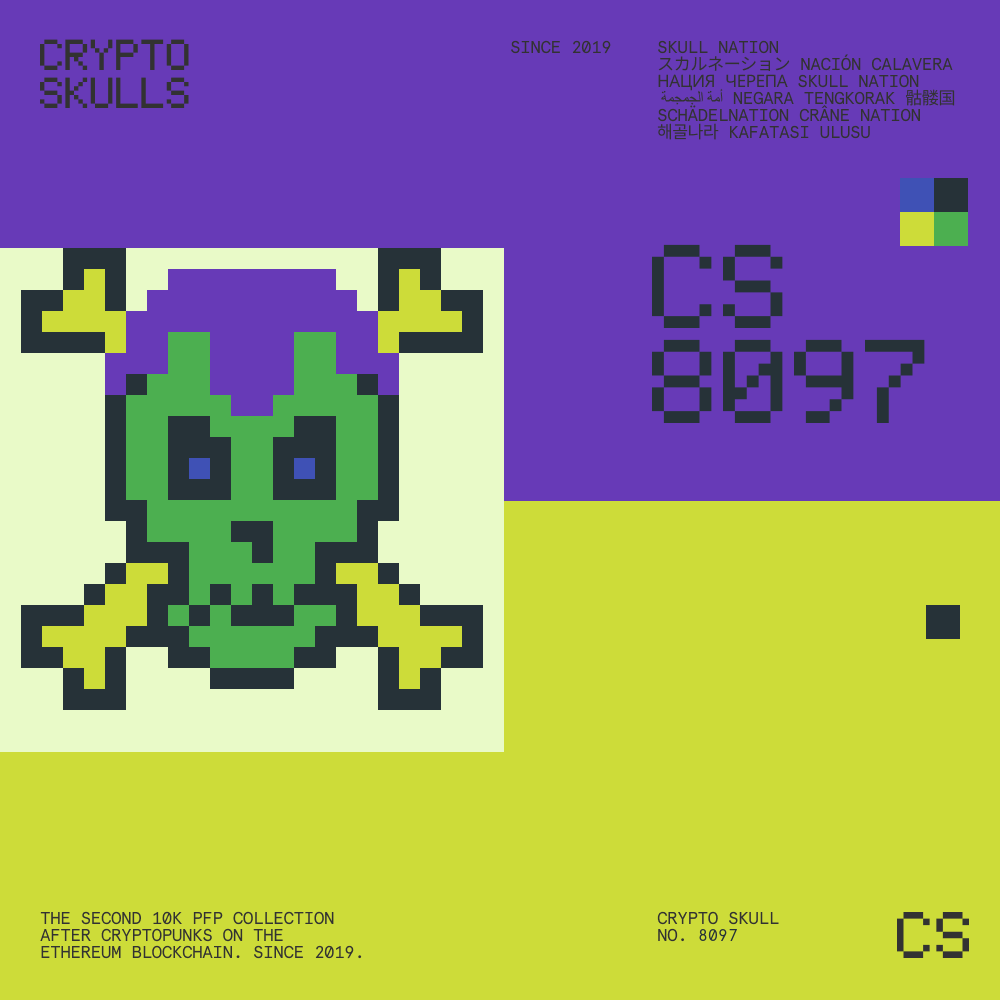 CRYPTO
SKULLS
SINCE 2019
SKULL NATION
スカルネーション NACIÓN CALAVERA
НАЦИЯ ЧЕРЕПА SKULL NATION
أمة الجمجمة NEGARA TENGKORAK 骷髅国
SCHÄDELNATION CRÂNE NATION
해골나라 KAFATASI ULUSU
CS
8097
THE SECOND 10K PFP COLLECTION
AFTER CRYPTOPUNKS ON THE
ETHEREUM BLOCKCHAIN. SINCE 2019.
CRYPTO SKULL
NO. 8097
CS